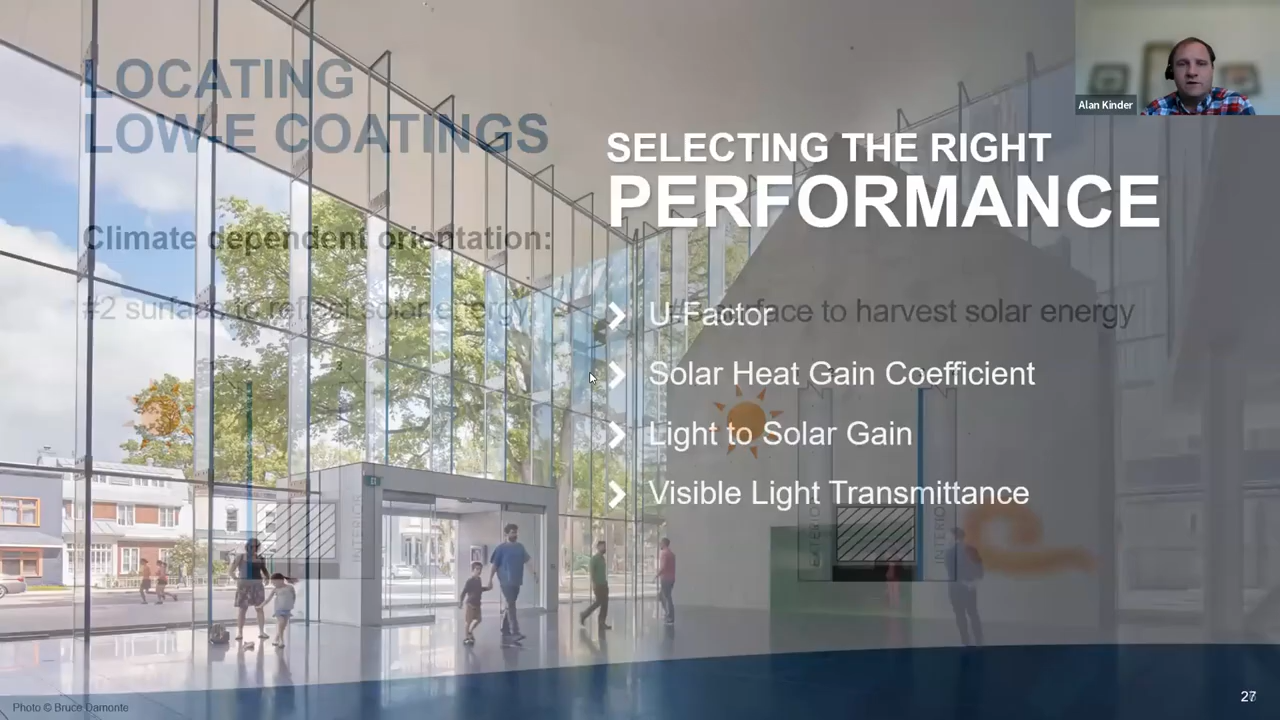 LOCATING
LOW-E COATINGS
Climate dependent orientation:
#2 surface to reflect solar energy
surface to harvest solar energy
Alan Kinder
SELECTING THE RIGHT
PERFORMANCE
U-Factor
Solar Heat Gain Coefficient
Light to Solar Gain
Visible Light Transmittance
INTERIOR
EXTERIOR
INTERIOR
Photo © Bruce Damonte